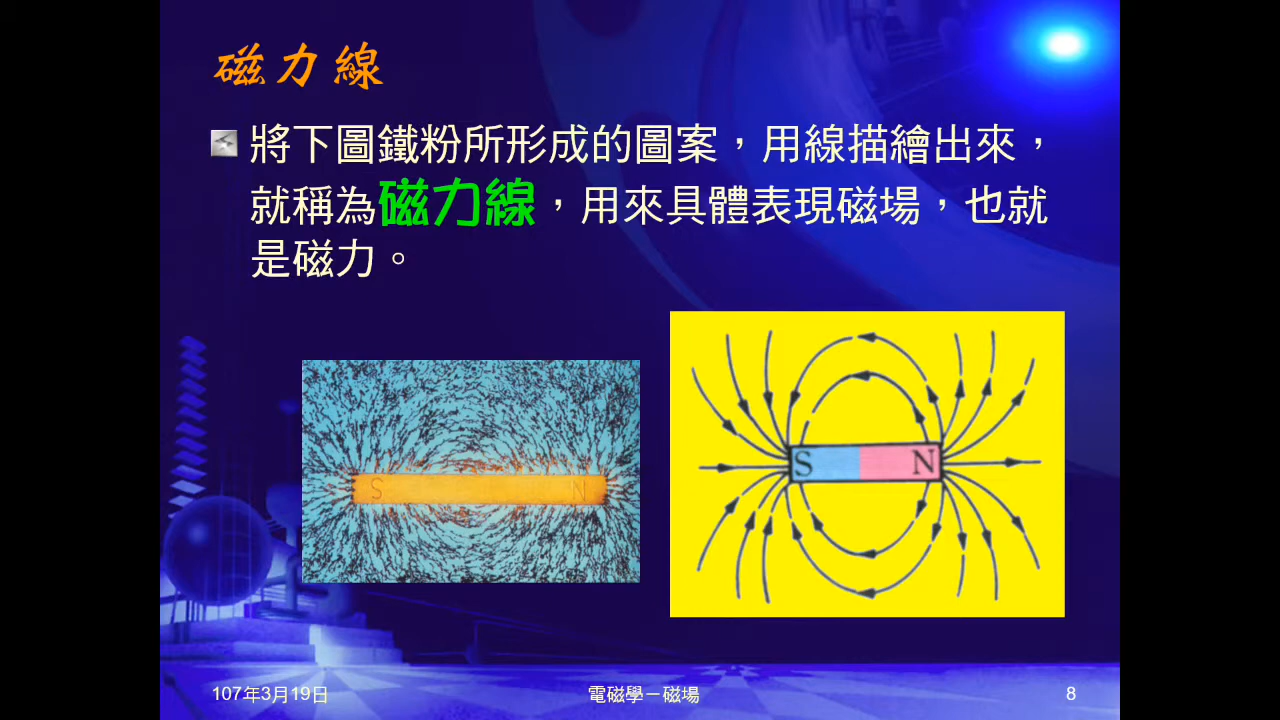 磁力線
將下圖鐵粉所形成的圖案，用線描繪出來，
就稱為磁力線，用來具體表現磁場，也就
是磁力。
S N
S N
107年3月19日 電磁學－磁場 8